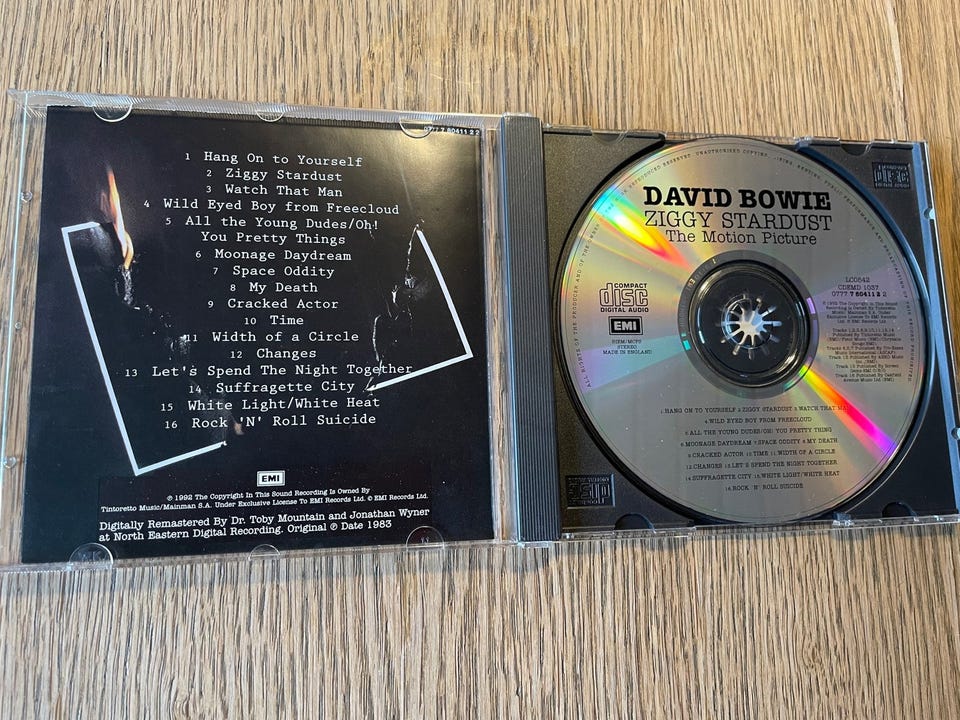 0777 7 80411 2 2
1 Hang On to Yourself
2 Ziggy Stardust
3 Watch That Man
4 Wild Eyed Boy from Freecloud
5 All the Young Dudes/Oh!
You Pretty Things
6 Moonage Daydream
7 Space Oddity
8 My Death
9 Cracked Actor
10 Time
11 Width of a Circle
12 Changes
13 Let's Spend The Night Together
14 Suffragette City
15 White Light/White Heat
16 Rock 'N' Roll Suicide
EMI
℗ 1992 The Copyright In This Sound Recording Is Owned By
Tintoretto Music/Mainman S.A. Under Exclusive License To EMI Records Ltd. © EMI Records Ltd.
Digitally Remastered By Dr. Toby Mountain and Jonathan Wyner
at North Eastern Digital Recording. Original ℗ Date 1983
DAVID BOWIE
ZIGGY STARDUST
The Motion Picture
COMPACT
disc
DIGITAL AUDIO
EMI
BIEM/MCPS
STEREO
MADE IN ENGLAND
LC0542
CDEMD 1037
0777 7 80411 2 2
1 HANG ON TO YOURSELF 2 ZIGGY STARDUST 3 WATCH THAT MAN
4 WILD EYED BOY FROM FREECLOUD
5 ALL THE YOUNG DUDES/OH! YOU PRETTY THING
6 MOONAGE DAYDREAM 7 SPACE ODDITY 8 MY DEATH
9 CRACKED ACTOR 10 TIME 11 WIDTH OF A CIRCLE
12 CHANGES 13 LET'S SPEND THE NIGHT TOGETHER
14 SUFFRAGETTE CITY 15 WHITE LIGHT/WHITE HEAT
16 ROCK 'N' ROLL SUICIDE